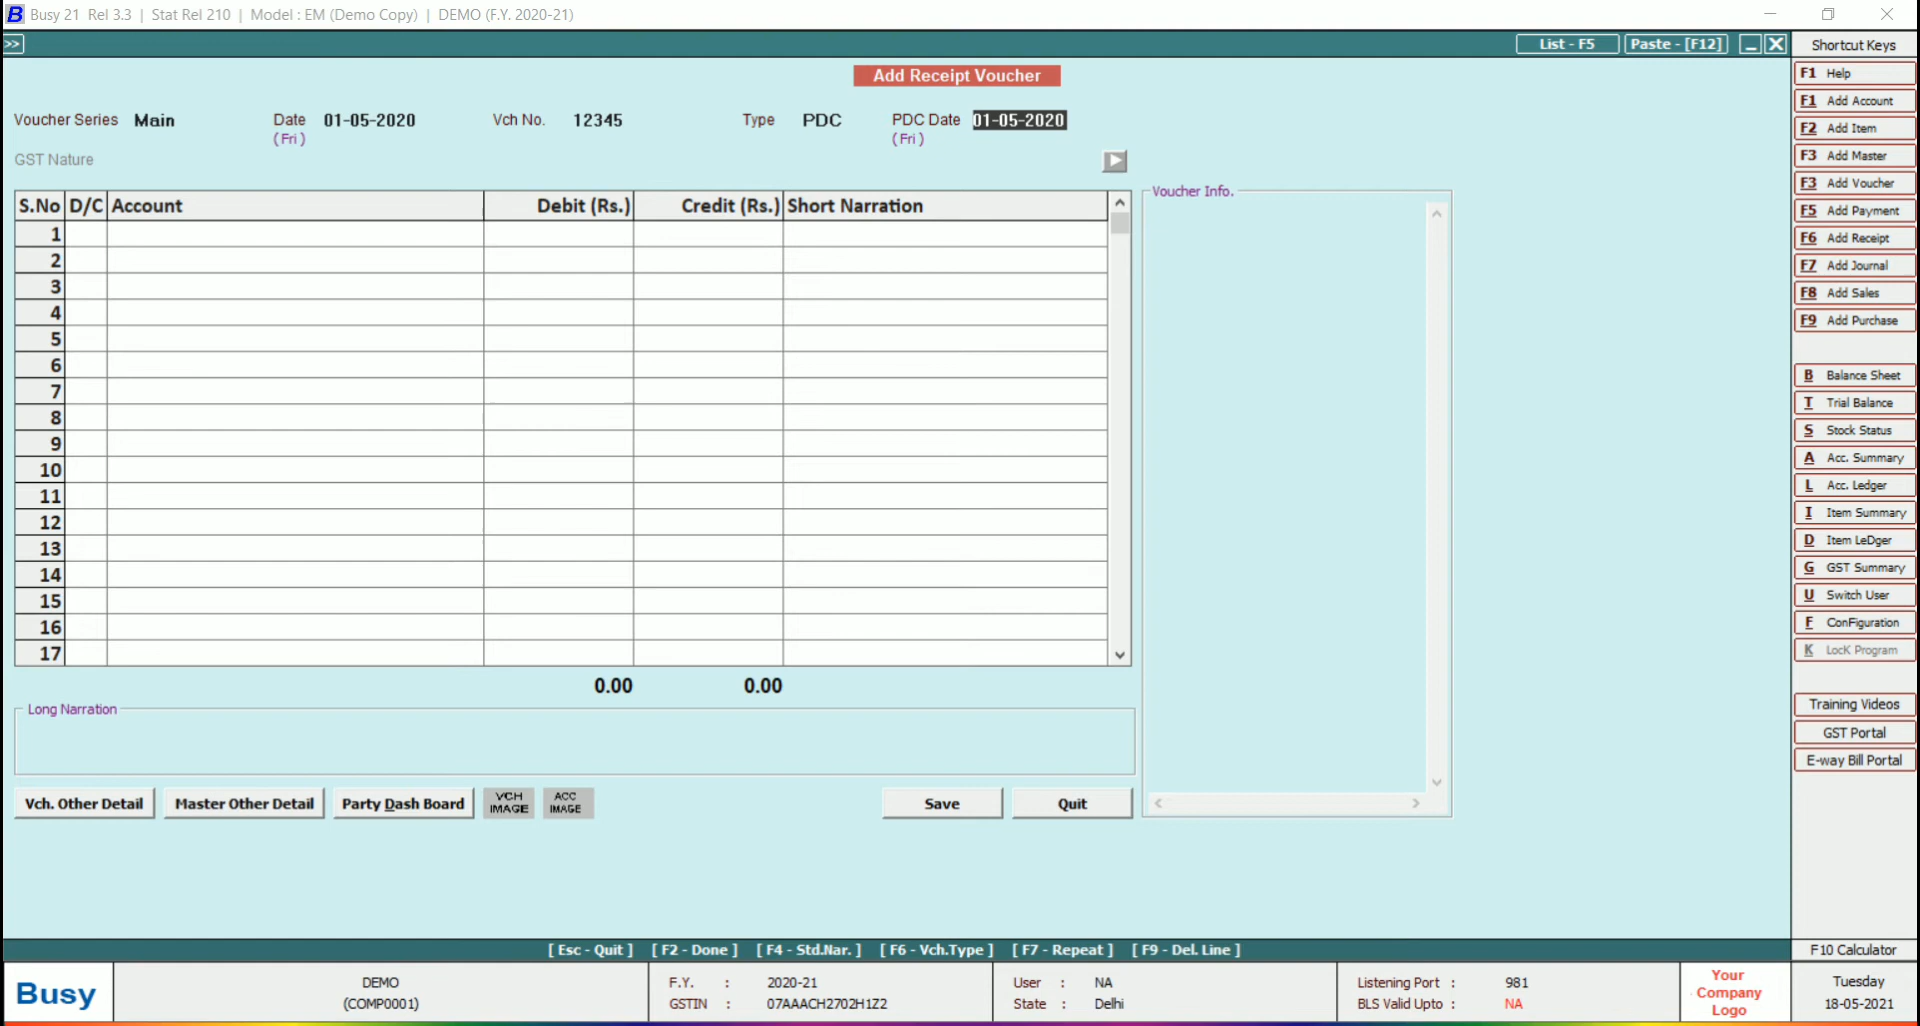 Busy 21 Rel 3.3 | Stat Rel 210 | Model : EM (Demo Copy) | DEMO (F.Y. 2020-21)
>> List - F5 Paste - [F12] Shortcut Keys
Add Receipt Voucher
Voucher Series Main Date 01-05-2020 Vch No. 12345 Type PDC PDC Date 01-05-2020
(Fri) (Fri)
GST Nature
Voucher Info.
S.No D/C Account Debit (Rs.) Credit (Rs.) Short Narration
1
2
3
4
5
6
7
8
9
10
11
12
13
14
15
16
17
0.00 0.00
Long Narration
Vch. Other Detail Master Other Detail Party Dash Board VCH IMAGE ACC IMAGE Save Quit
F1 Help
F1 Add Account
F2 Add Item
F3 Add Master
F3 Add Voucher
F5 Add Payment
F6 Add Receipt
F7 Add Journal
F8 Add Sales
F9 Add Purchase
B Balance Sheet
T Trial Balance
S Stock Status
A Acc. Summary
L Acc. Ledger
I Item Summary
D Item LeDger
G GST Summary
U Switch User
F ConFiguration
K LocK Program
Training Videos
GST Portal
E-way Bill Portal
[ Esc - Quit ] [ F2 - Done ] [ F4 - Std.Nar. ] [ F6 - Vch.Type ] [ F7 - Repeat ] [ F9 - Del. Line ] F10 Calculator
Busy
DEMO
(COMP0001)
F.Y. : 2020-21
GSTIN : 07AAACH2702H1Z2
User : NA
State : Delhi
Listening Port : 981
BLS Valid Upto : NA
Your
Company
Logo
Tuesday
18-05-2021